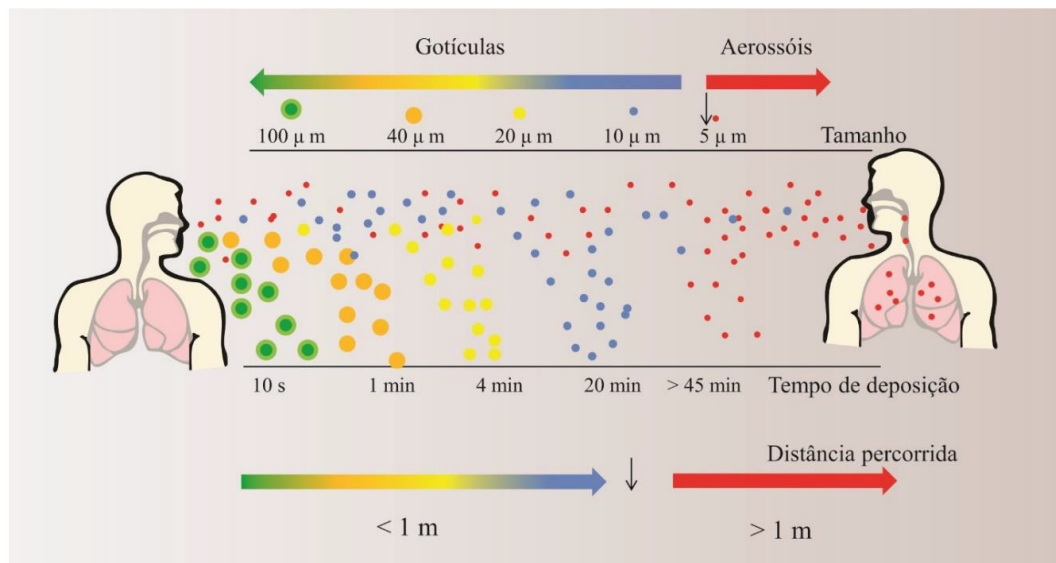 Gotículas
Aerossóis
100 μ m
40 μ m
20 μ m
10 μ m
5 μ m
Tamanho
10 s
1 min
4 min
20 min
> 45 min
Tempo de deposição
Distância percorrida
< 1 m
> 1 m